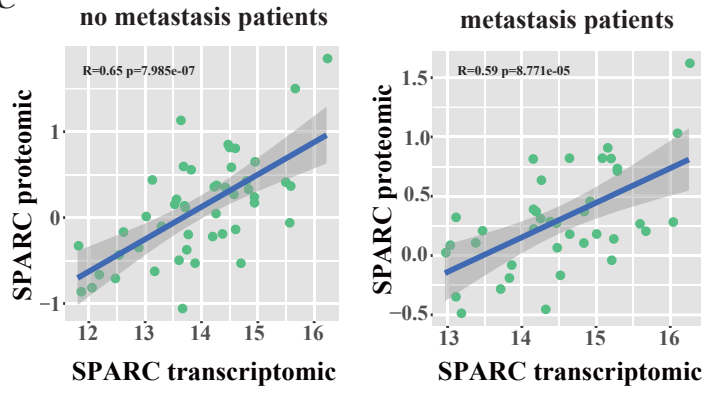 C
no metastasis patients
R=0.65 p=7.985e-07
SPARC proteomic
1
0
−1
12 13 14 15 16
SPARC transcriptomic
metastasis patients
R=0.59 p=8.771e-05
SPARC proteomic
1.5
1.0
0.5
0.0
−0.5
13 14 15 16
SPARC transcriptomic